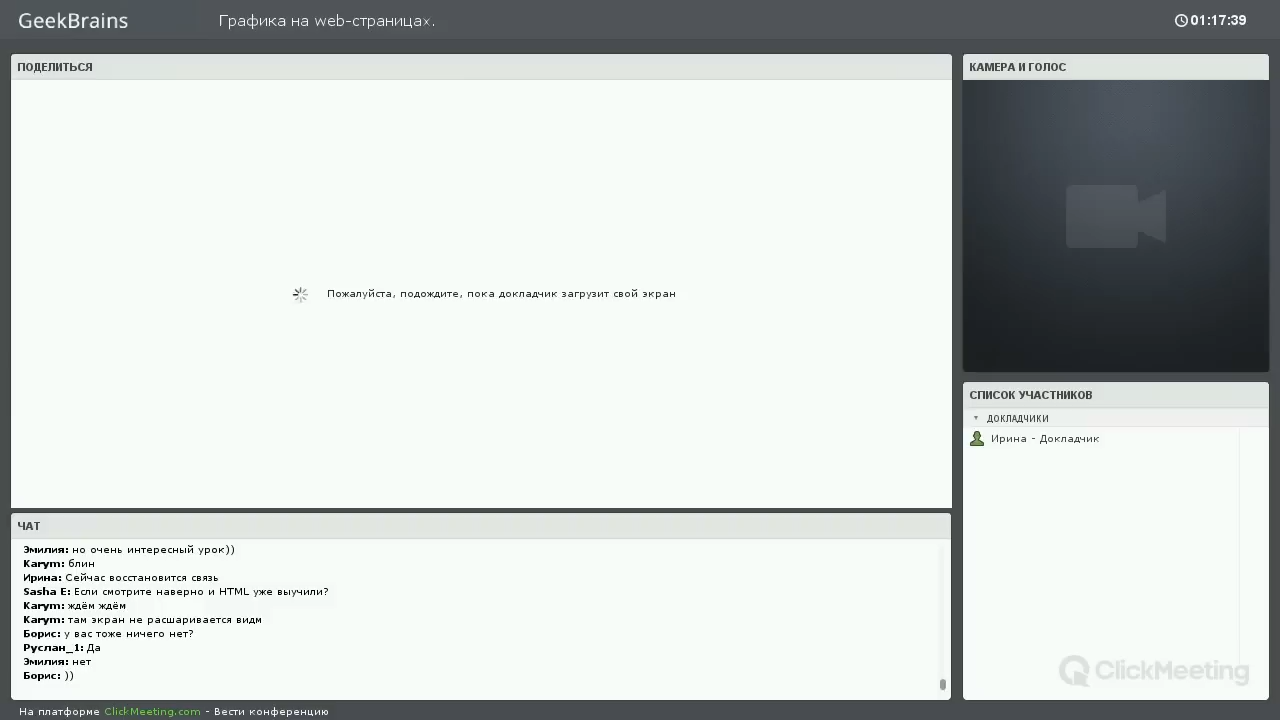 GeekBrains
Графика на web-страницах.
01:17:39
ПОДЕЛИТЬСЯ
Пожалуйста, подождите, пока докладчик загрузит свой экран
КАМЕРА И ГОЛОС
СПИСОК УЧАСТНИКОВ
ДОКЛАДЧИКИ
Ирина - Докладчик
ЧАТ
Эмилия: но очень интересный урок))
Karym: блин
Ирина: Сейчас восстановится связь
Sasha E: Если смотрите наверно и HTML уже выучили?
Karym: ждём ждём
Karym: там экран не расшаривается видм
Борис: у вас тоже ничего нет?
Руслан_1: Да
Эмилия: нет
Борис: ))
ClickMeeting
На платформе ClickMeeting.com - Вести конференцию